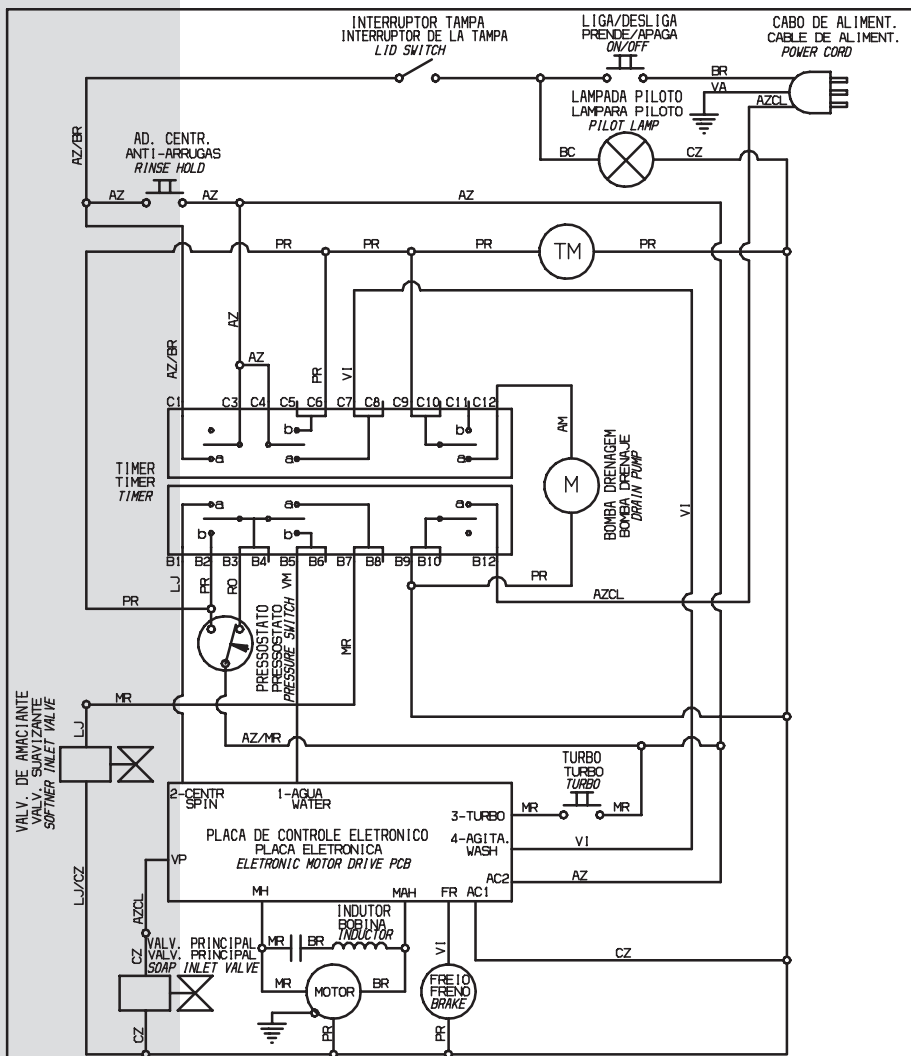 INTERRUPTOR TAMPA
INTERRUPTOR DE LA TAMPA
LID SWITCH
LIGA/DESLIGA
PRENDE/APAGA
ON/OFF
CABO DE ALIMENT.
CABLE DE ALIMENT.
POWER CORD
BR
VA
AZCL
LAMPADA PILOTO
LAMPARA PILOTO
PILOT LAMP
BC
CZ
AZ/BR
AD. CENTR.
ANTI-ARRUGAS
RINSE HOLD
AZ
AZ
AZ
PR
PR
PR
TM
PR
AZ/BR
AZ
AZ
PR
VI
C1
C3
C4
C5
C6
C7
C8
C9
C10
C11
C12
b
b
a
a
a
AM
M
BOMBA DRENAGEM
BOMBA DRENAJE
DRAIN PUMP
VI
TIMER
TIMER
TIMER
a
a
a
b
b
B1
B2
B3
B4
B5
B6
B7
B8
B9
B10
B12
LJ
PR
RO
VM
MR
PR
AZCL
PR
PRESSOSTATO
PRESSOSTATO
PRESSURE SWITCH
MR
LJ
VALV. DE AMACIANTE
VALV. SUAVIZANTE
SOFTNER INLET VALVE
AZ/MR
TURBO
TURBO
TURBO
MR
MR
2-CENTR
SPIN
1-AGUA
WATER
3-TURBO
4-AGITA.
WASH
VI
PLACA DE CONTROLE ELETRONICO
PLACA ELETRONICA
ELETRONIC MOTOR DRIVE PCB
VP
AC2
AZ
MH
MAH
FR
AC1
LJ/CZ
AZCL
CZ
INDUTOR
BOBINA
INDUCTOR
MR
BR
VI
CZ
VALV. PRINCIPAL
VALV. PRINCIPAL
SOAP INLET VALVE
MR
MOTOR
BR
FREIO
FRENO
BRAKE
CZ
PR
PR